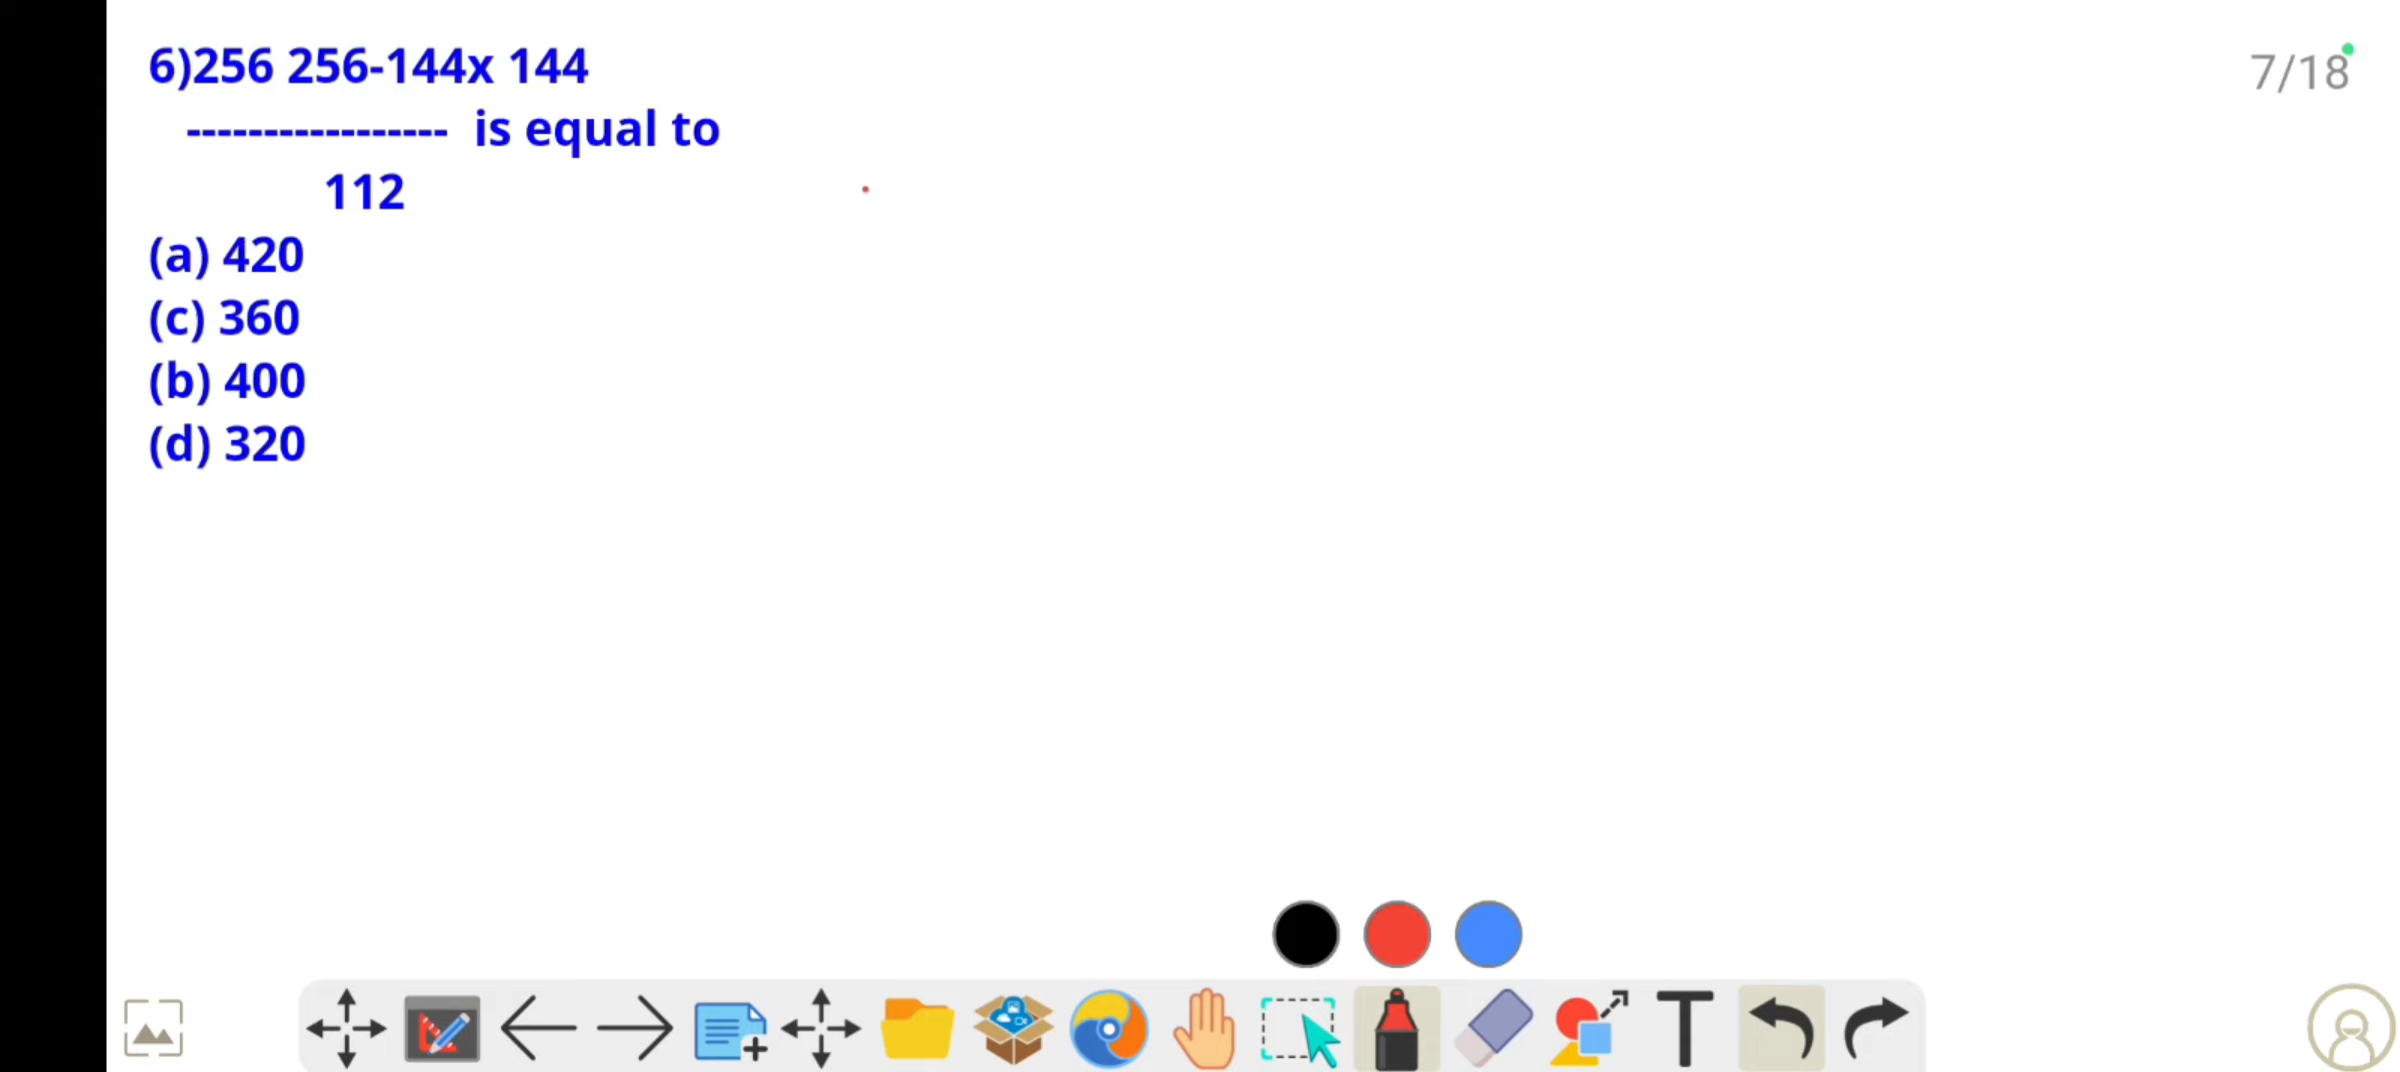 6)256 256-144x 144
----------------- is equal to
112
(a) 420
(c) 360
(b) 400
(d) 320
7/18
T